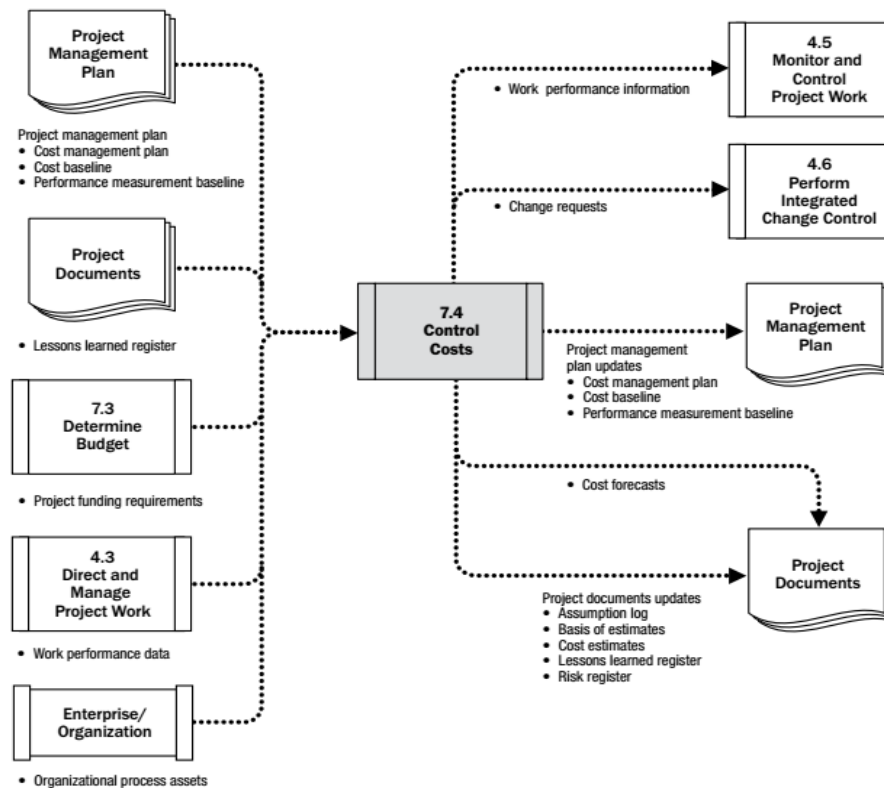 Project
Management
Plan
Project management plan
• Cost management plan
• Cost baseline
• Performance measurement baseline
Project
Documents
• Lessons learned register
7.3
Determine
Budget
• Project funding requirements
4.3
Direct and
Manage
Project Work
• Work performance data
Enterprise/
Organization
• Organizational process assets
7.4
Control
Costs
• Work performance information
4.5
Monitor and
Control
Project Work
• Change requests
4.6
Perform
Integrated
Change Control
Project
Management
Plan
Project management
plan updates
• Cost management plan
• Cost baseline
• Performance measurement baseline
• Cost forecasts
Project
Documents
Project documents updates
• Assumption log
• Basis of estimates
• Cost estimates
• Lessons learned register
• Risk register